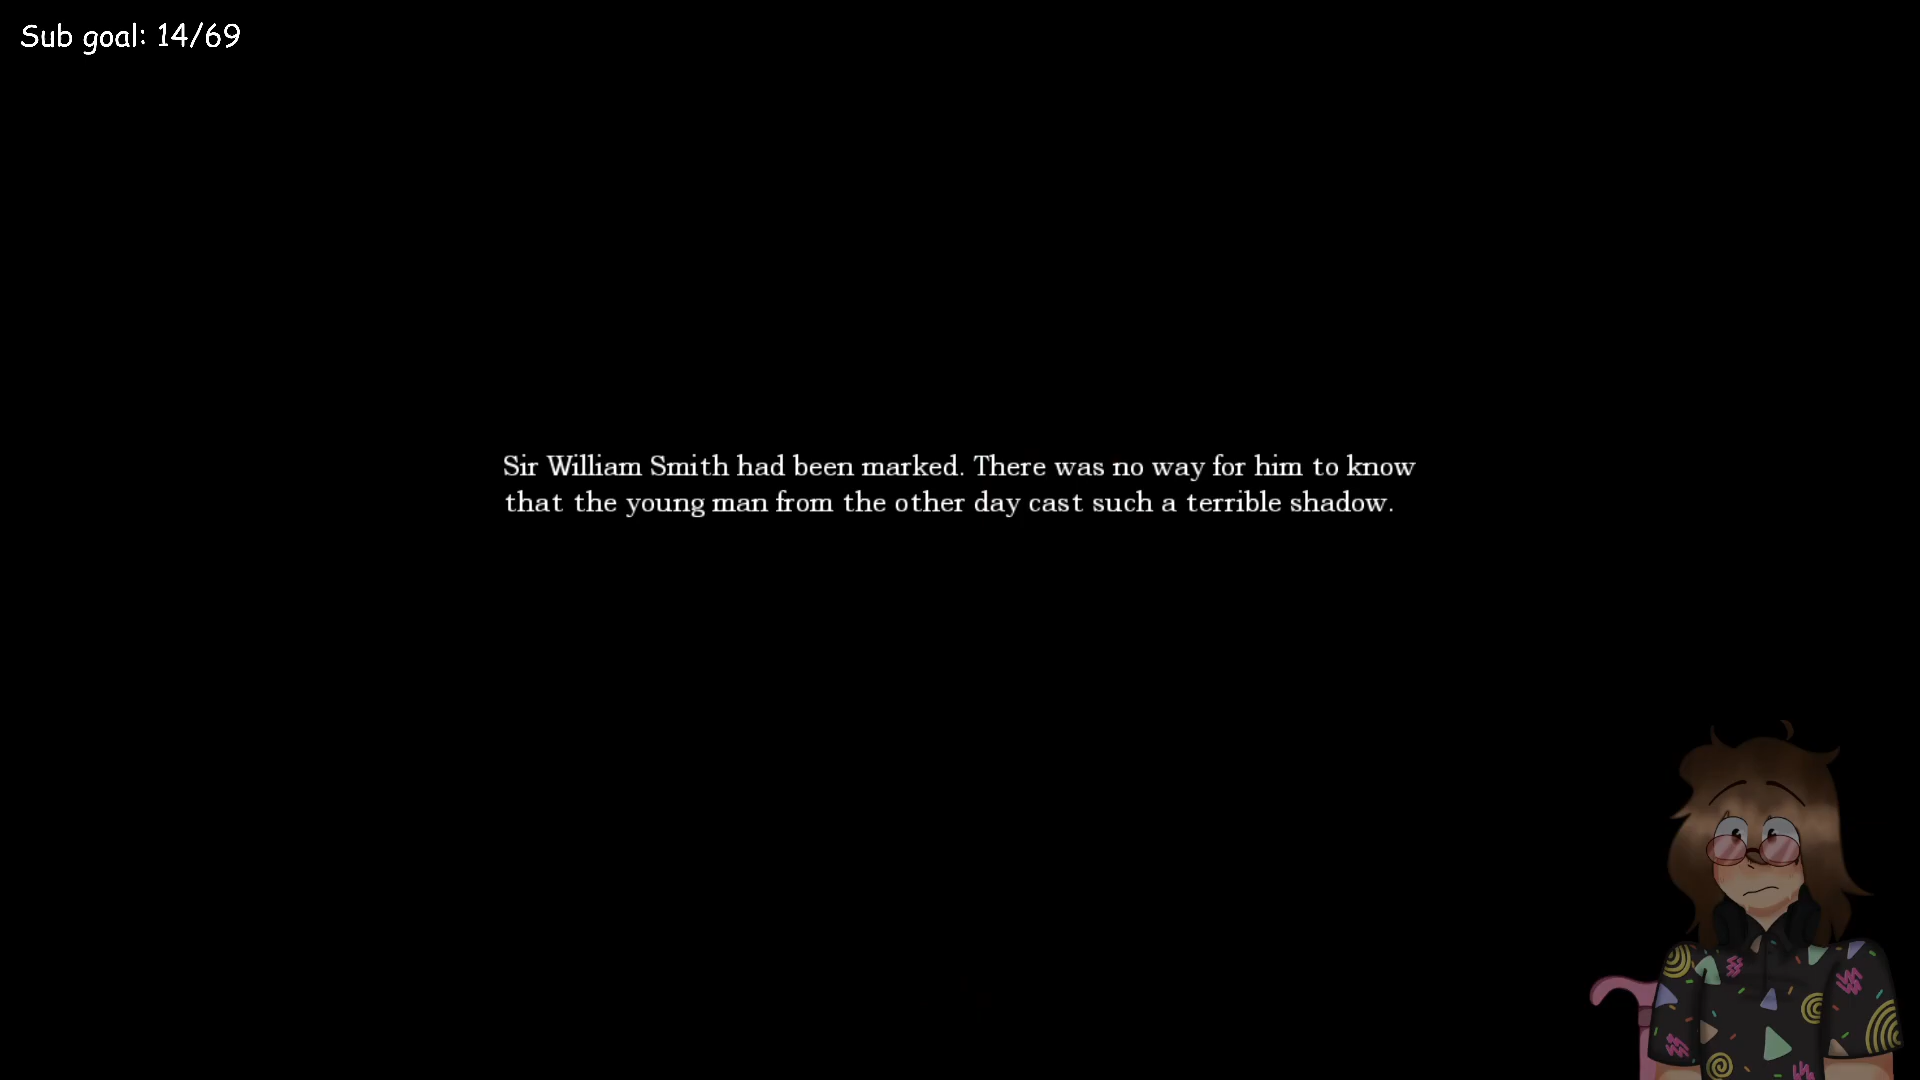 Sub goal: 14/69
Sir William Smith had been marked. There was no way for him to know
that the young man from the other day cast such a terrible shadow.